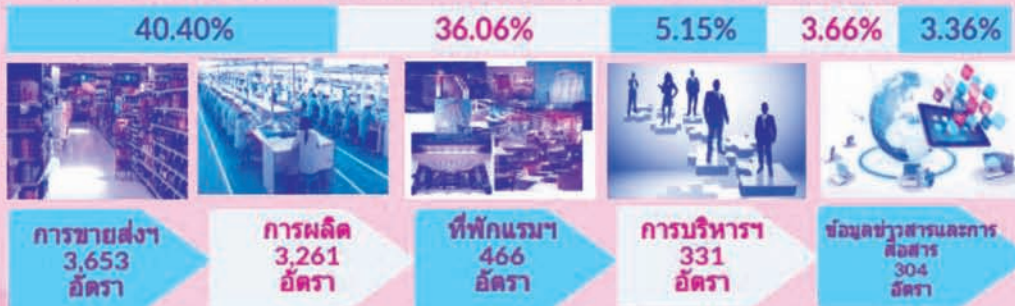 40.40% 36.06% 5.15% 3.66% 3.36%
การขายส่งฯ
3,653
อัตรา
การผลิต
3,261
อัตรา
ที่พักแรมฯ
466
อัตรา
การบริหารฯ
331
อัตรา
ข้อมูลข่าวสารและการ
สื่อสาร
304
อัตรา